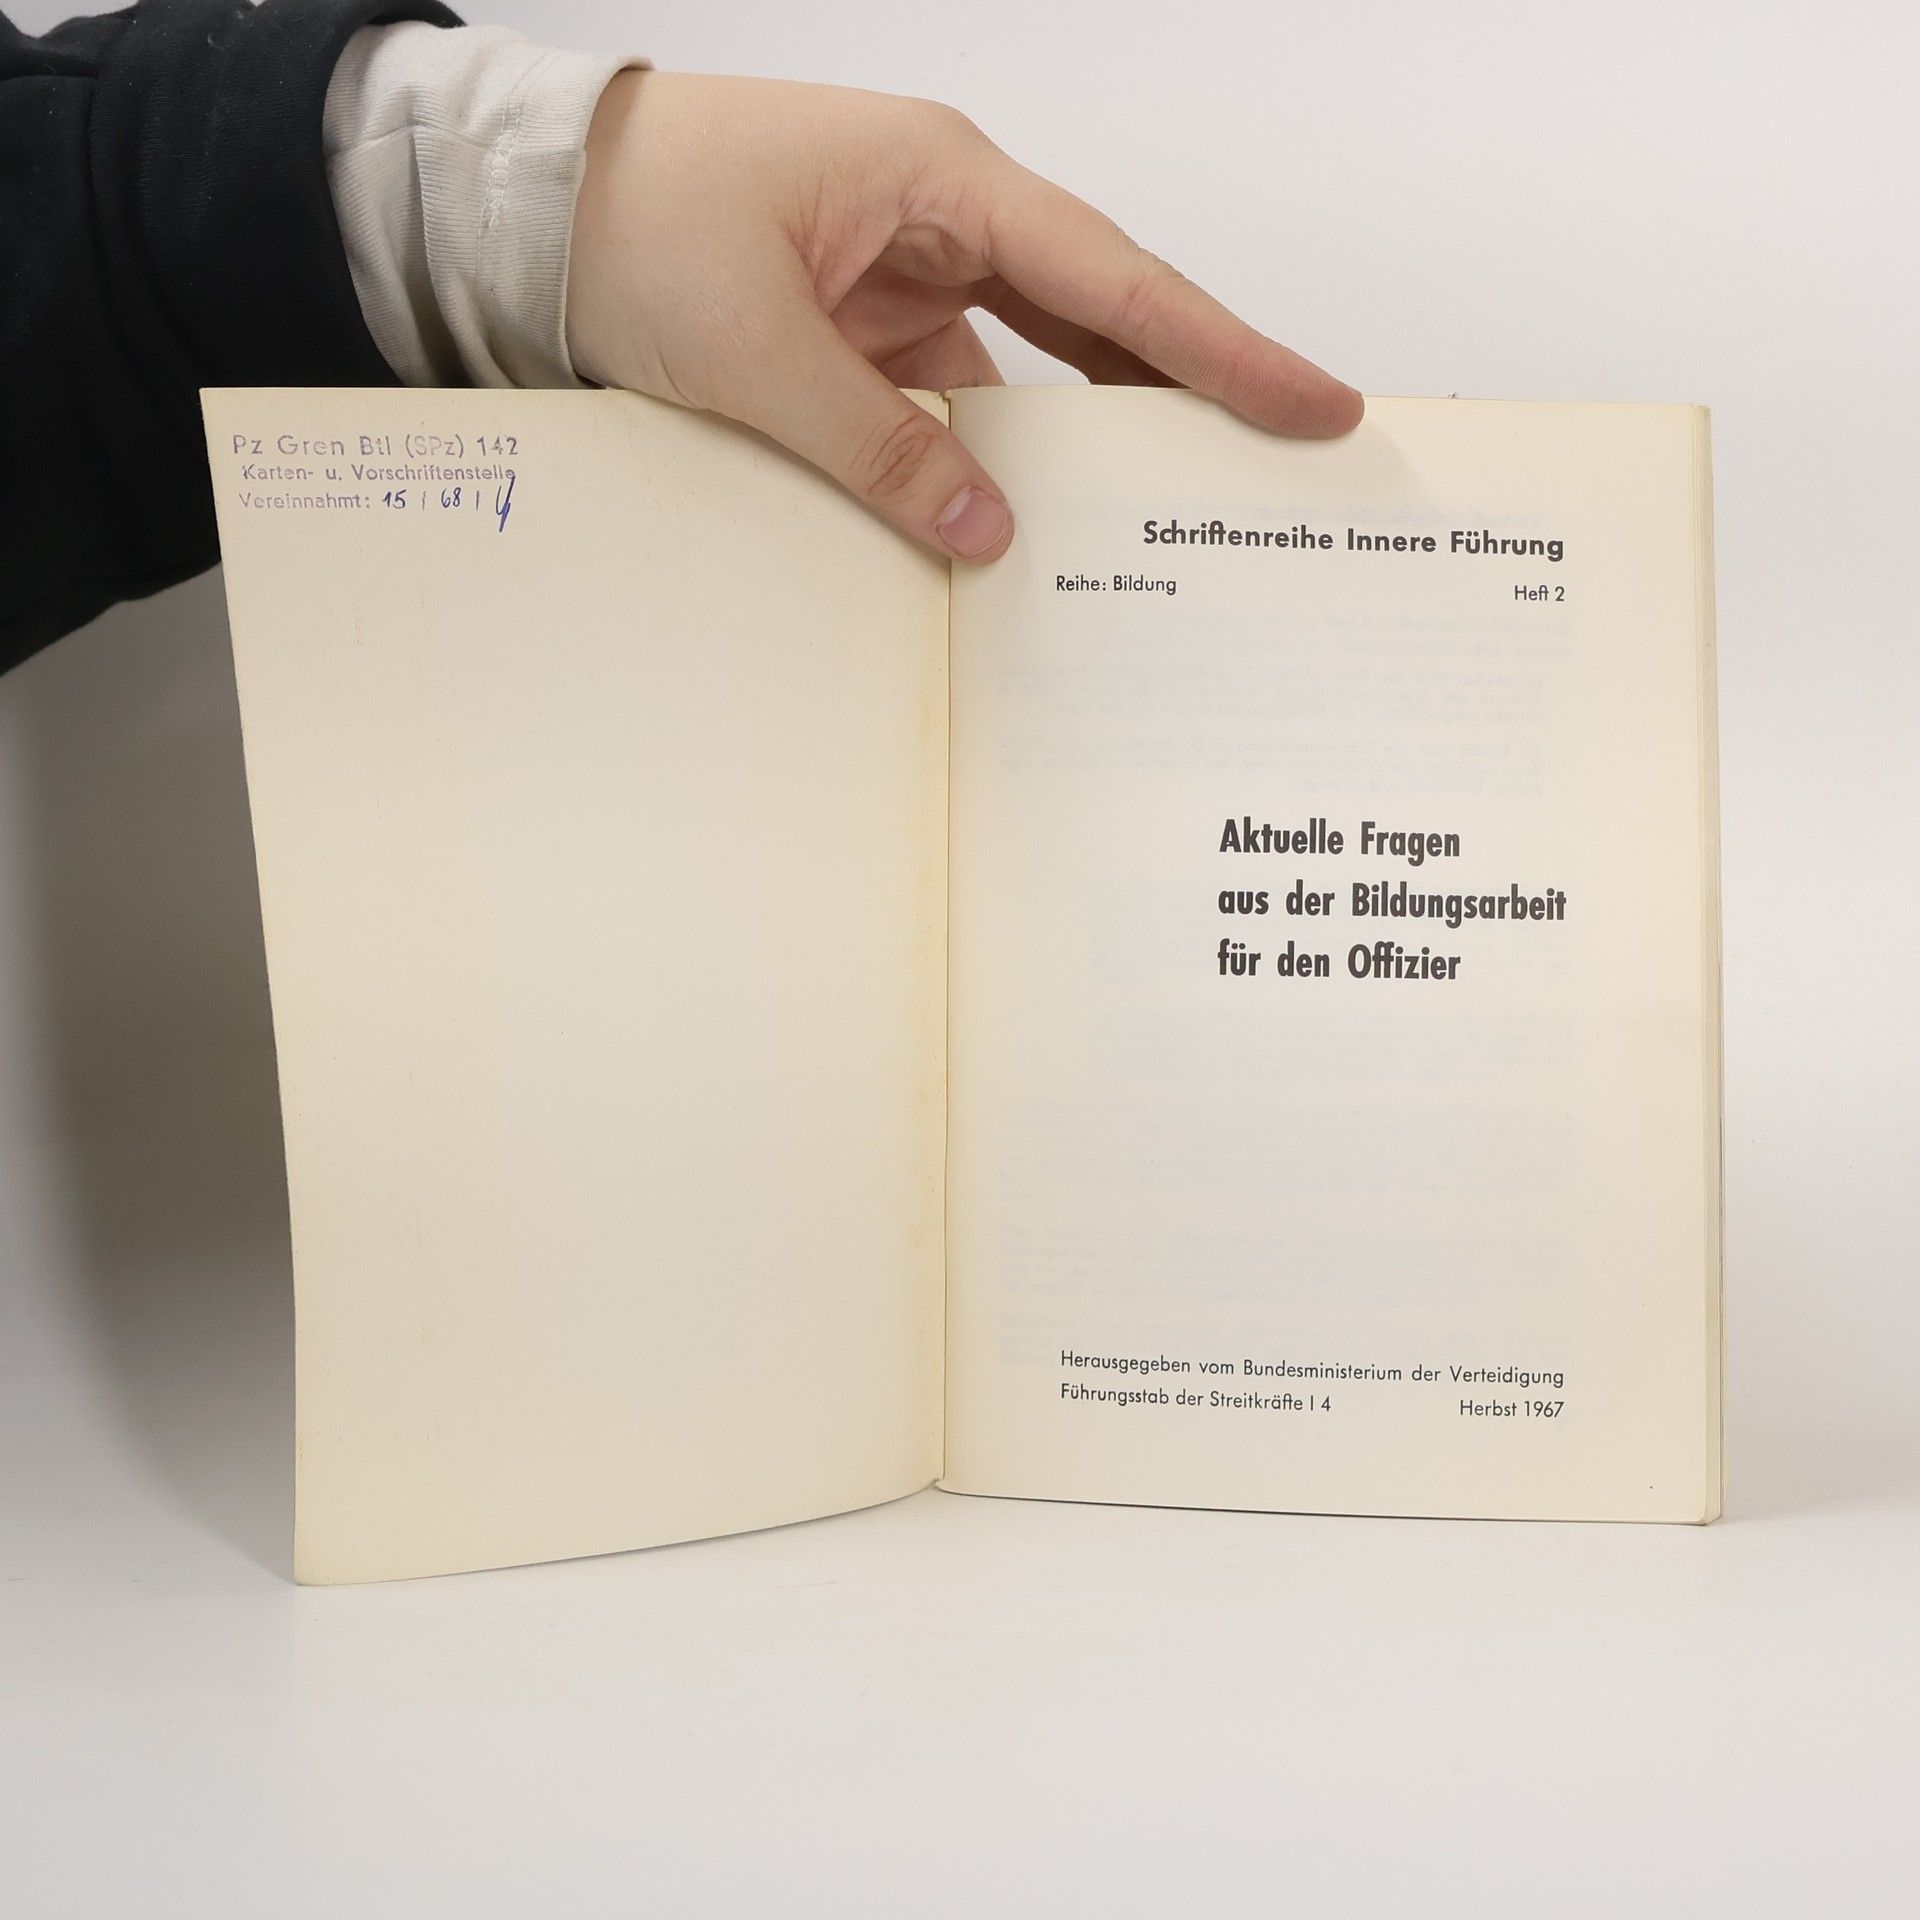 Pz Gren Btl (SPz) 142
Karten- u. Vorschriftenstelle
Vereinnahmt: 15 / 68 /
Schriftenreihe Innere Führung
Reihe: Bildung Heft 2
Aktuelle Fragen
aus der Bildungsarbeit
für den Offizier
Herausgegeben vom Bundesministerium der Verteidigung
Führungsstab der Streitkräfte I 4 Herbst 1967